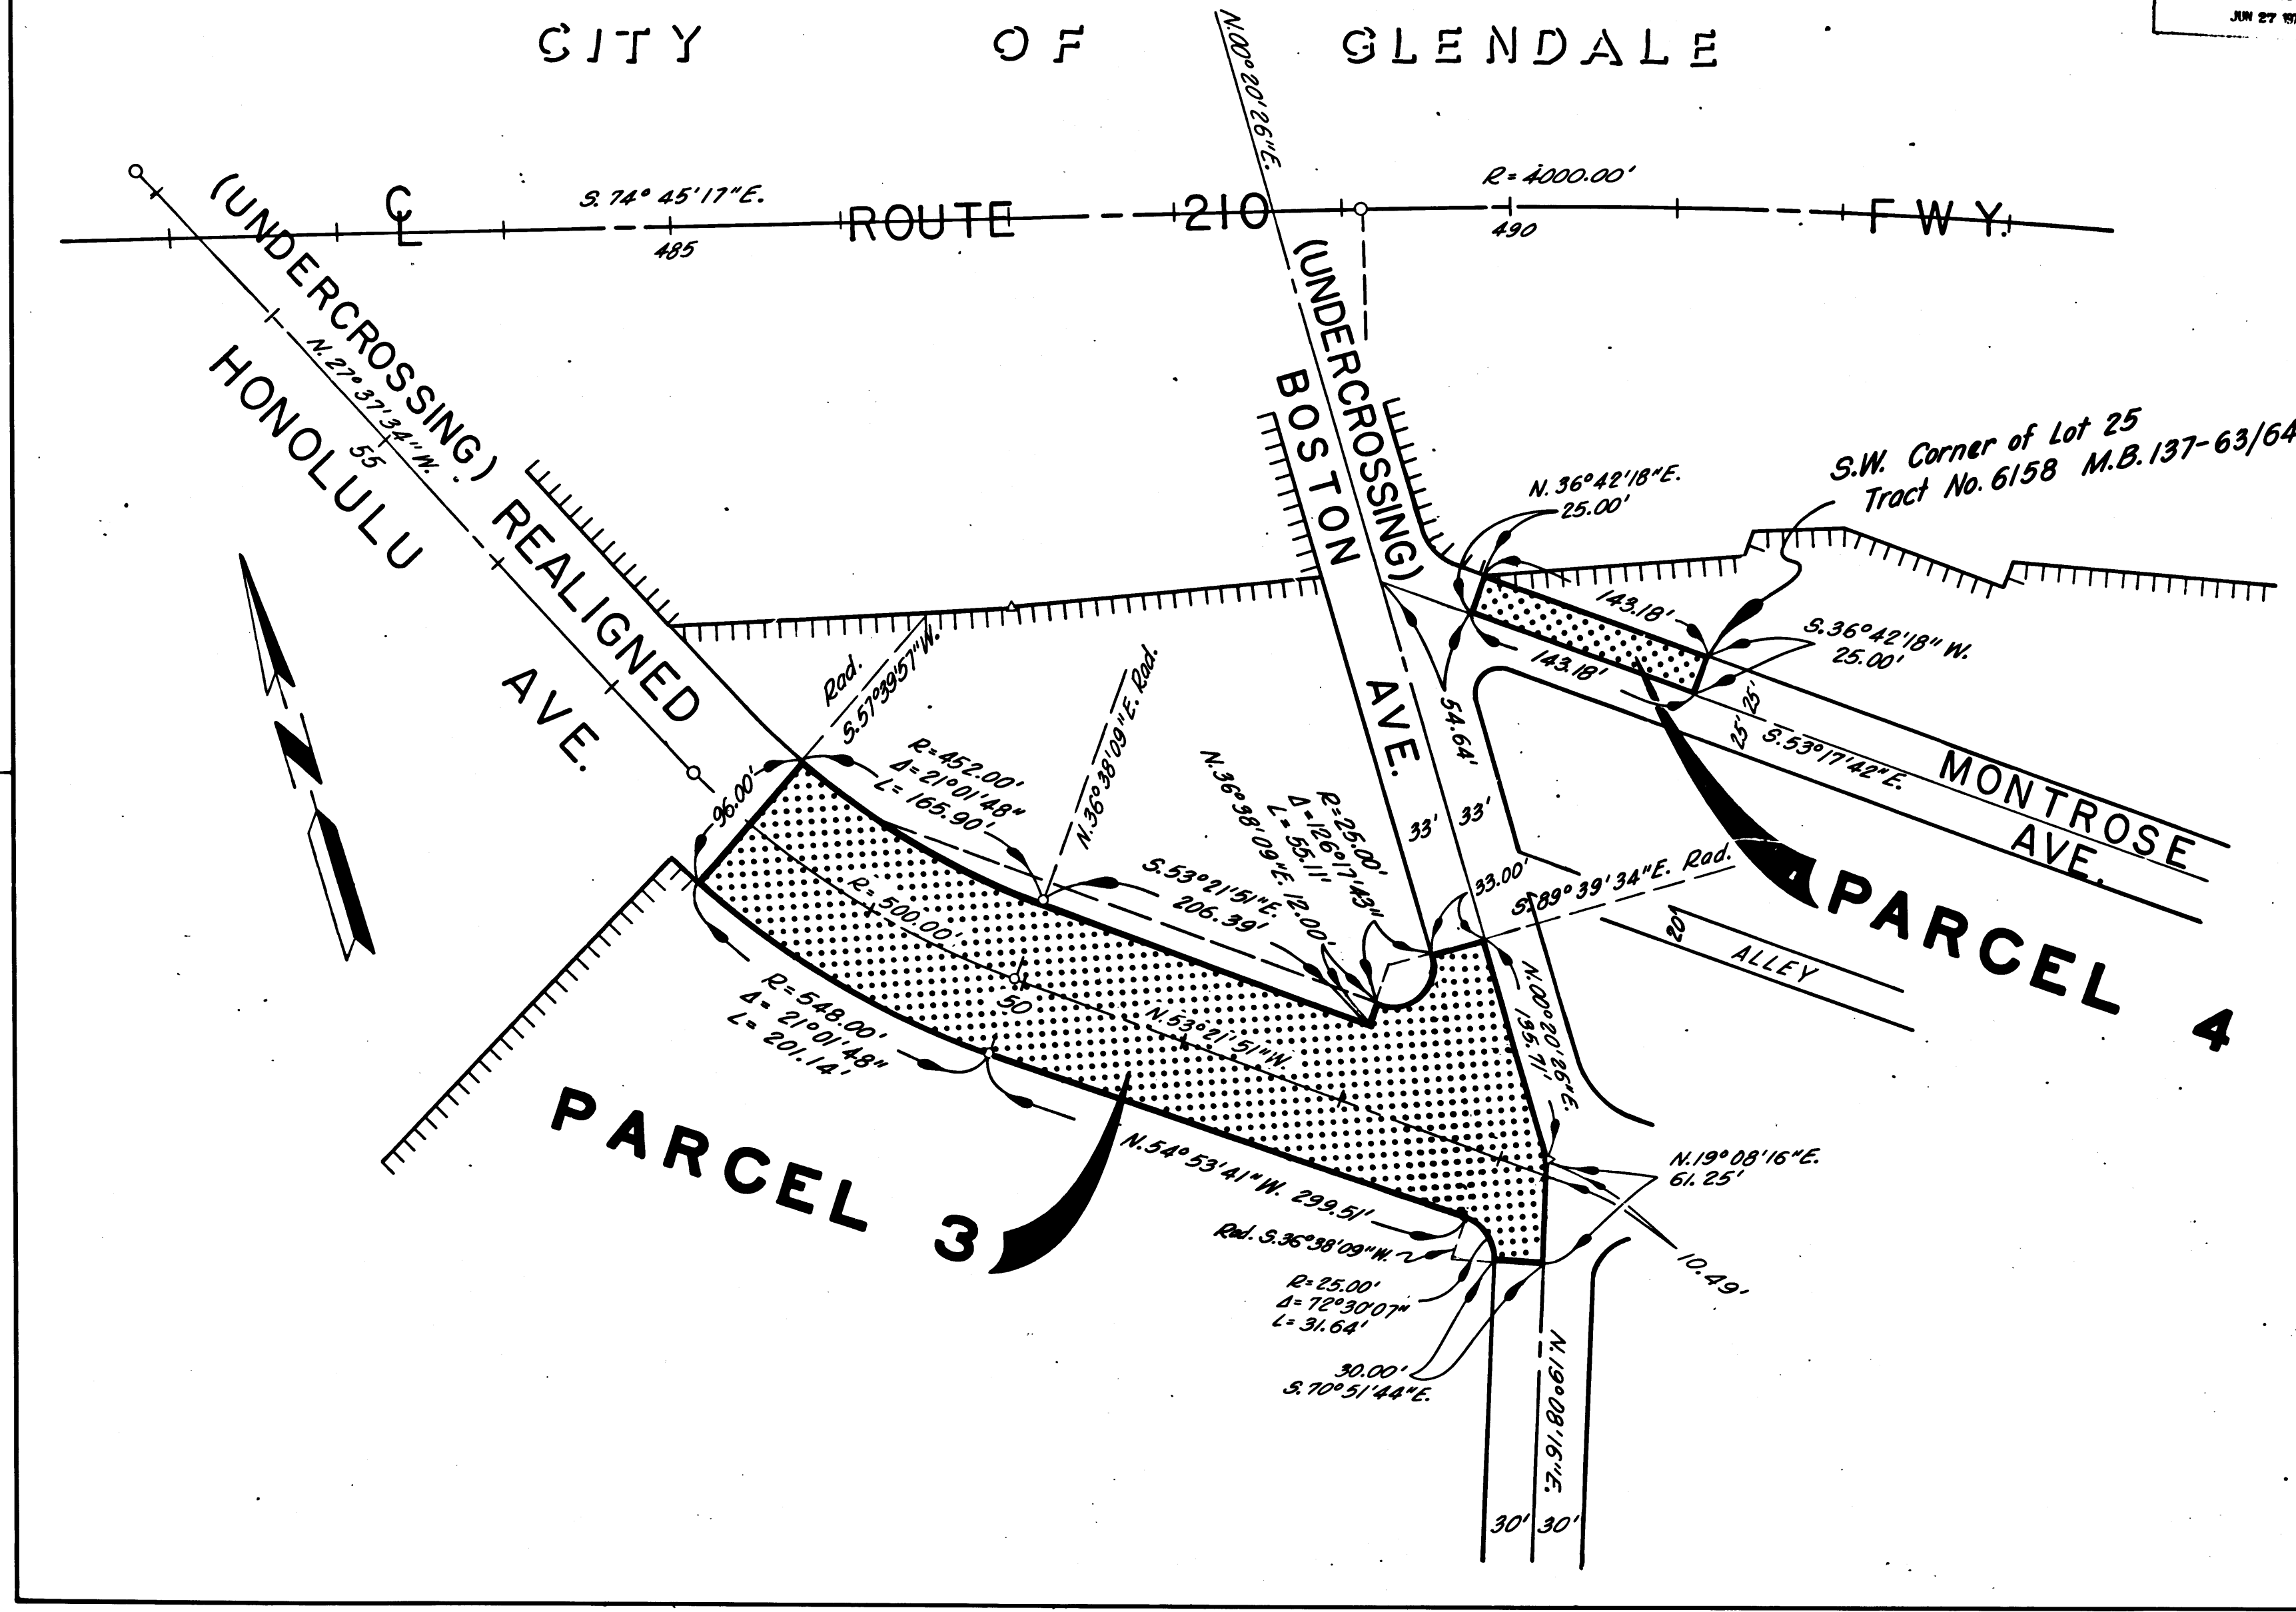 JUN 27 197
CITY OF GLENDALE
N.00°20'26"E.
R=4000.00'
S.74°45'17"E.
CL
ROUTE 210 FWY.
485
490
(UNDERCROSSING)
N.27°37'34"W.
55
HONOLULU
REALIGNED
AVE.
(UNDERCROSSING)
BOSTON
AVE.
N.36°42'18"E.
25.00'
S.W. Corner of Lot 25
Tract No. 6158 M.B. 137-63/64
143.18'
143.18'
S.36°42'18"W.
25.00'
25'
25'
S.53°17'42"E.
MONTROSE
AVE.
54.64'
33'
33'
Rad.
S.57°39'57"W.
N.36°38'09"E. Rad.
96.00'
R=452.00'
Δ=21°01'48"
L=165.90'
R=25.00'
Δ=126°17'43"
L=55.11'
N.36°38'09"E. 12.00'
S.53°21'51"E.
206.39'
33.00'
S.89°39'34"E. Rad.
PARCEL 4
20'
ALLEY
R=500.00'
50
N.53°21'51"W.
N
R=548.00'
Δ=21°01'48"
L=201.14'
N.00°20'26"E.
135.71'
PARCEL 3
N.54°53'41"W. 299.51'
N.19°08'16"E.
61.25'
Rad. S.36°38'09"W.
R=25.00'
Δ=72°30'07"
L=31.64'
10.49'
30.00'
S.70°51'44"E.
N.19°08'16"E.
30'
30'